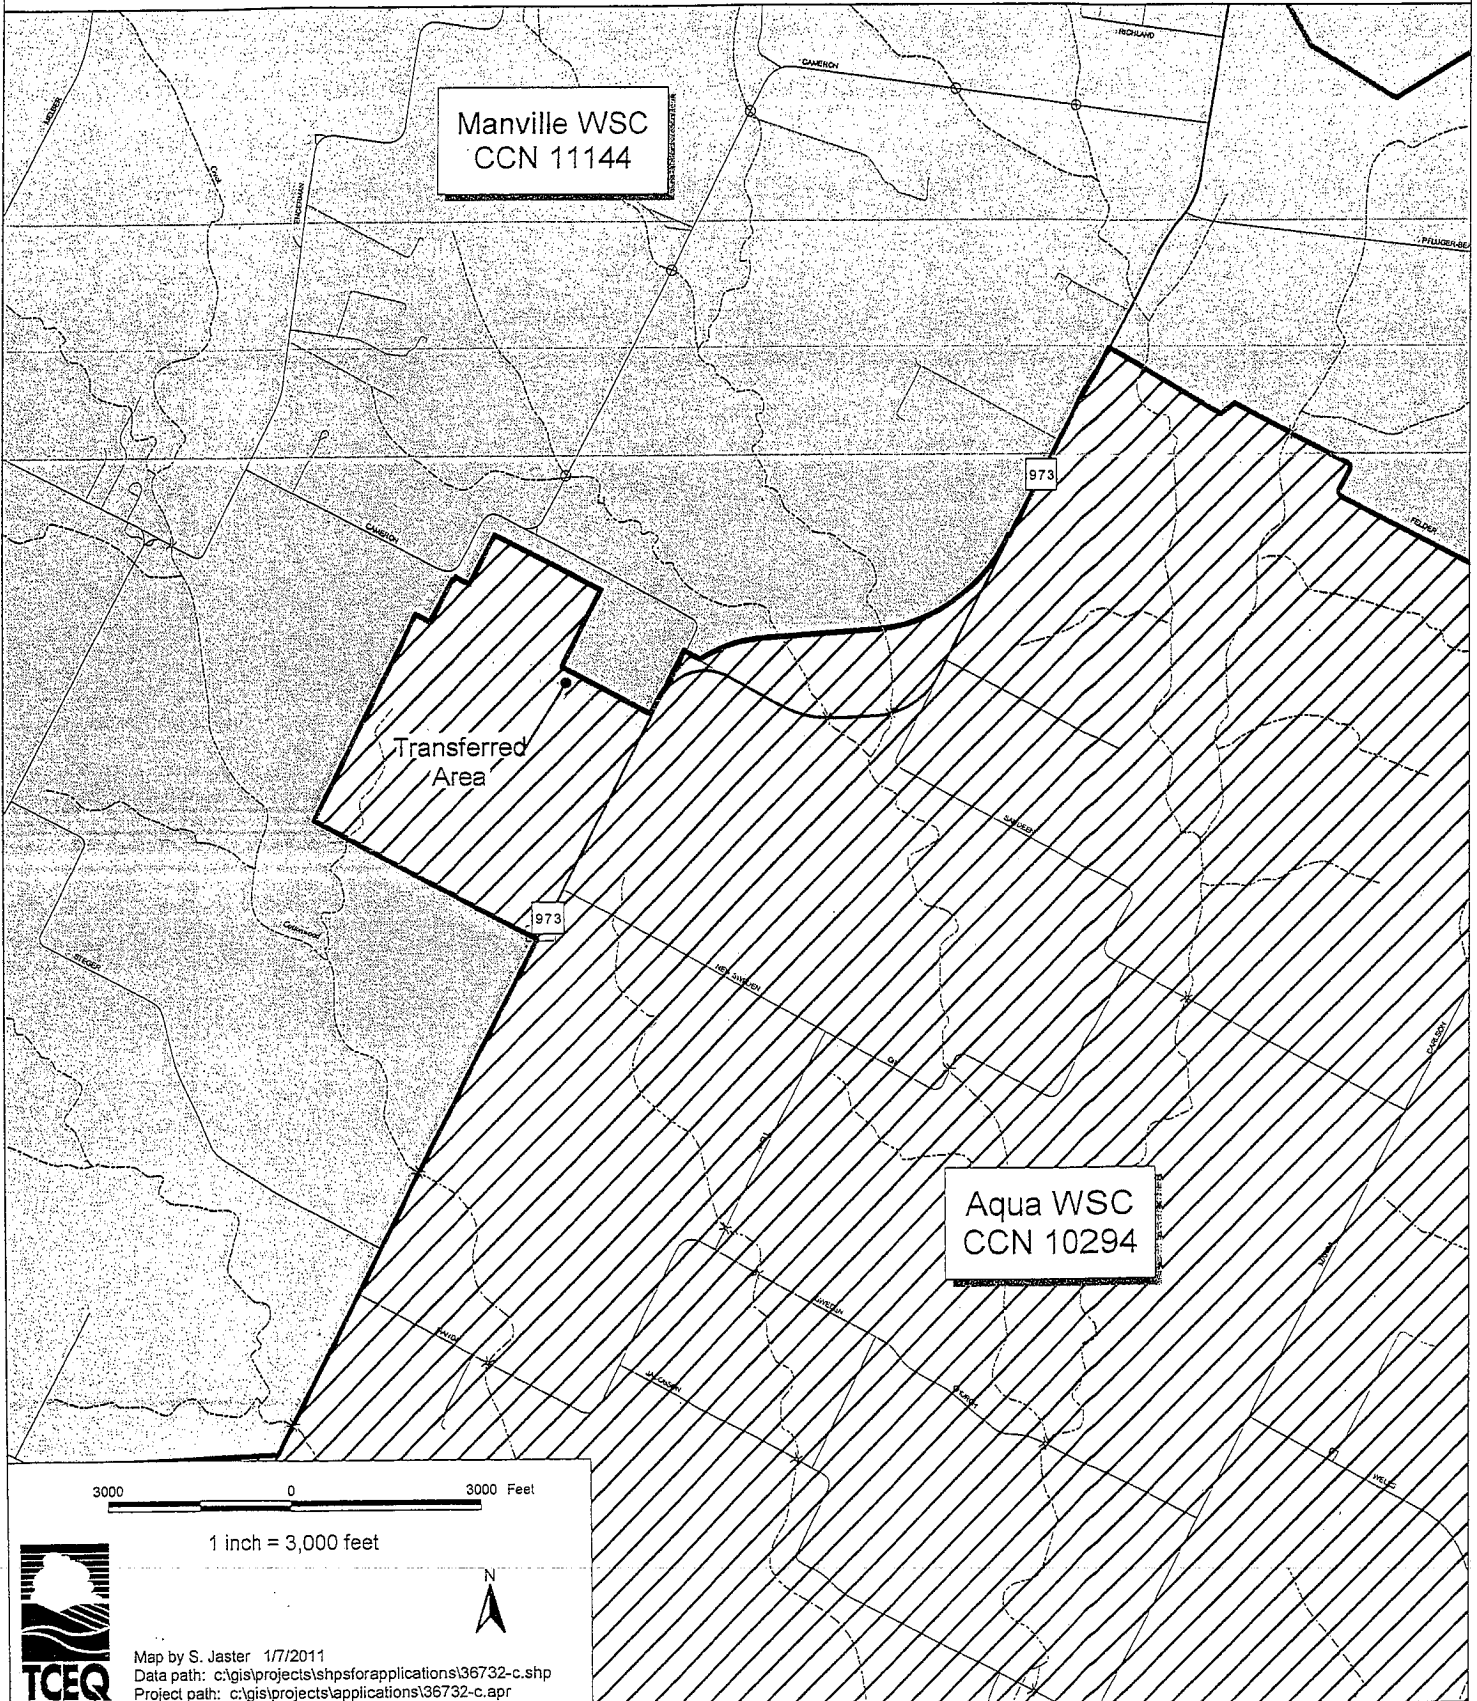 RICHLAND
CAMERON
Manville WSC
CCN 11144
973
FELDER
CAMERON
Transferred
Area
973
Cottonwood
STEGER
NEW SWEDEN
CARLSON
Aqua WSC
CCN 10294
SWEDEN
3000 0 3000 Feet
1 inch = 3,000 feet
N
TCEQ
Map by S. Jaster 1/7/2011
Data path: c:\gis\projects\shpsforapplications\36732-c.shp
Project path: c:\gis\projects\applications\36732-c.apr